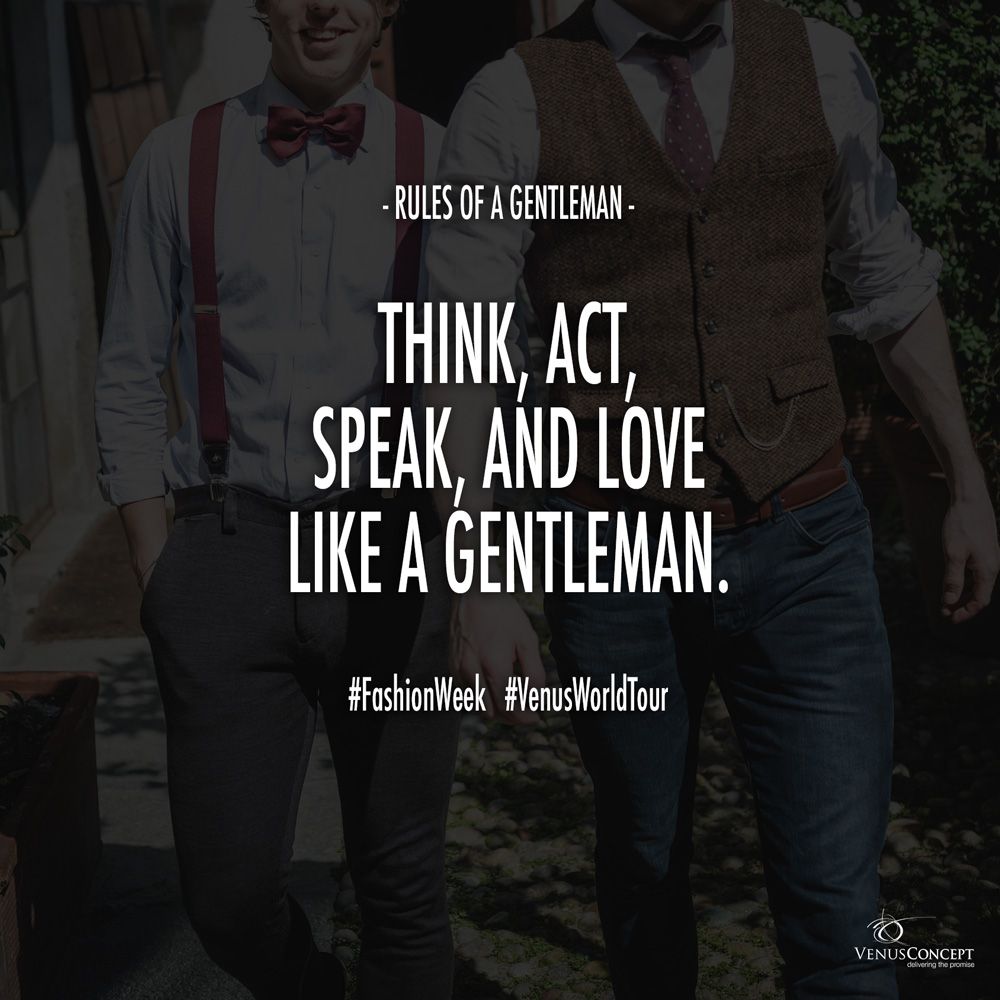 - RULES OF A GENTLEMAN -
THINK, ACT,
SPEAK, AND LOVE
LIKE A GENTLEMAN.
#FashionWeek #VenusWorldTour
VENUSCONCEPT
delivering the promise